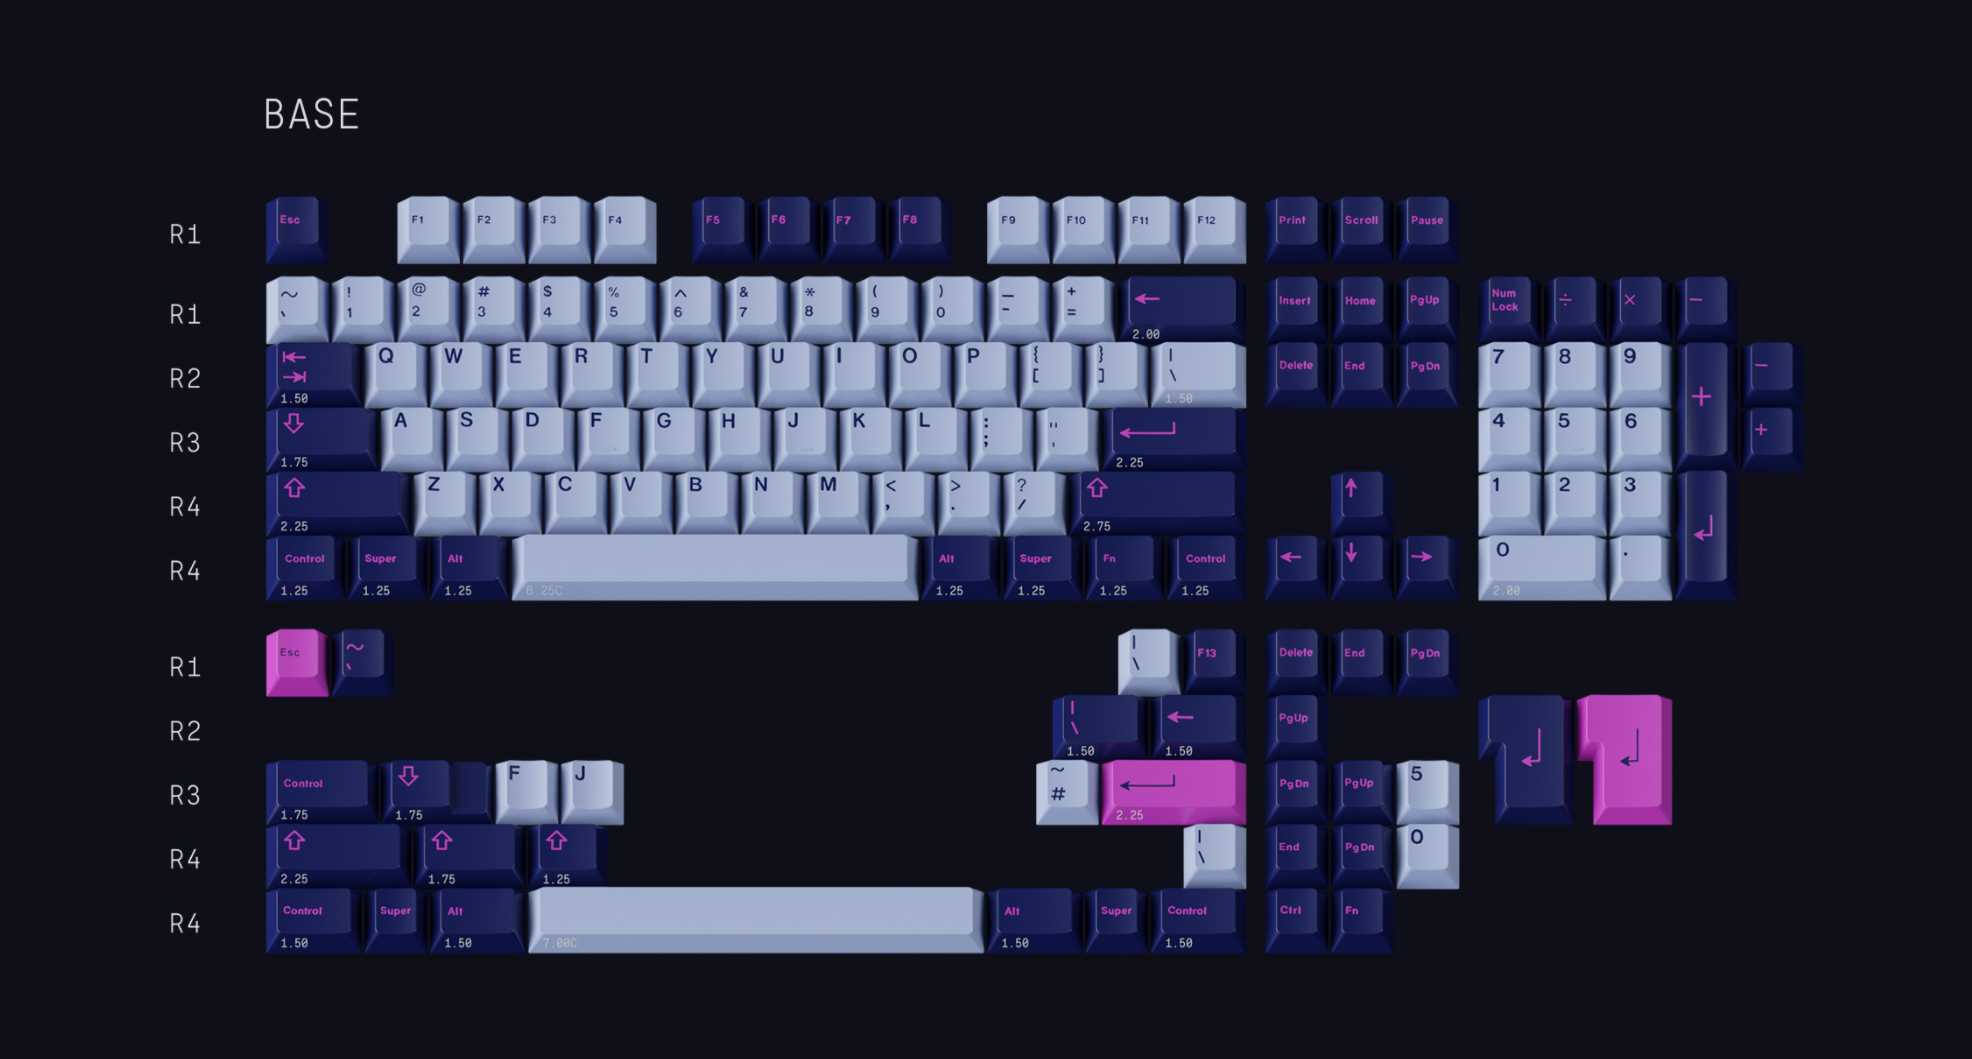 BASE
R1 Esc F1 F2 F3 F4 F5 F6 F7 F8 F9 F10 F11 F12 Print Scroll Pause
R1 ~ ` ! 1 @ 2 # 3 $ 4 % 5 ^ 6 & 7 * 8 ( 9 ) 0 _ - + = ← 2.00 Insert Home PgUp Num Lock ÷ × −
R2 ⇤ ⇥ 1.50 Q W E R T Y U I O P { [ } ] | \ 1.50 Delete End PgDn 7 8 9 + −
R3 ⇩ 1.75 A S D F G H J K L : ; " ' ↵ 2.25 4 5 6 +
R4 ⇧ 2.25 Z X C V B N M < , > . ? / ⇧ 2.75 ↑ 1 2 3 ↵
R4 Control 1.25 Super 1.25 Alt 1.25 6.25C Alt 1.25 Super 1.25 Fn 1.25 Control 1.25 ← ↓ → 0 2.00 .
R1 Esc ~ ` | \ F13 Delete End PgDn
R2 | \ 1.50 ← 1.50 PgUp ↵ ↵
R3 Control 1.75 ⇩ 1.75 F J ~ # ↵ 2.25 PgDn PgUp 5
R4 ⇧ 2.25 ⇧ 1.75 ⇧ 1.25 | \ End PgDn 0
R4 Control 1.50 Super Alt 1.50 7.00C Alt 1.50 Super Control 1.50 Ctrl Fn